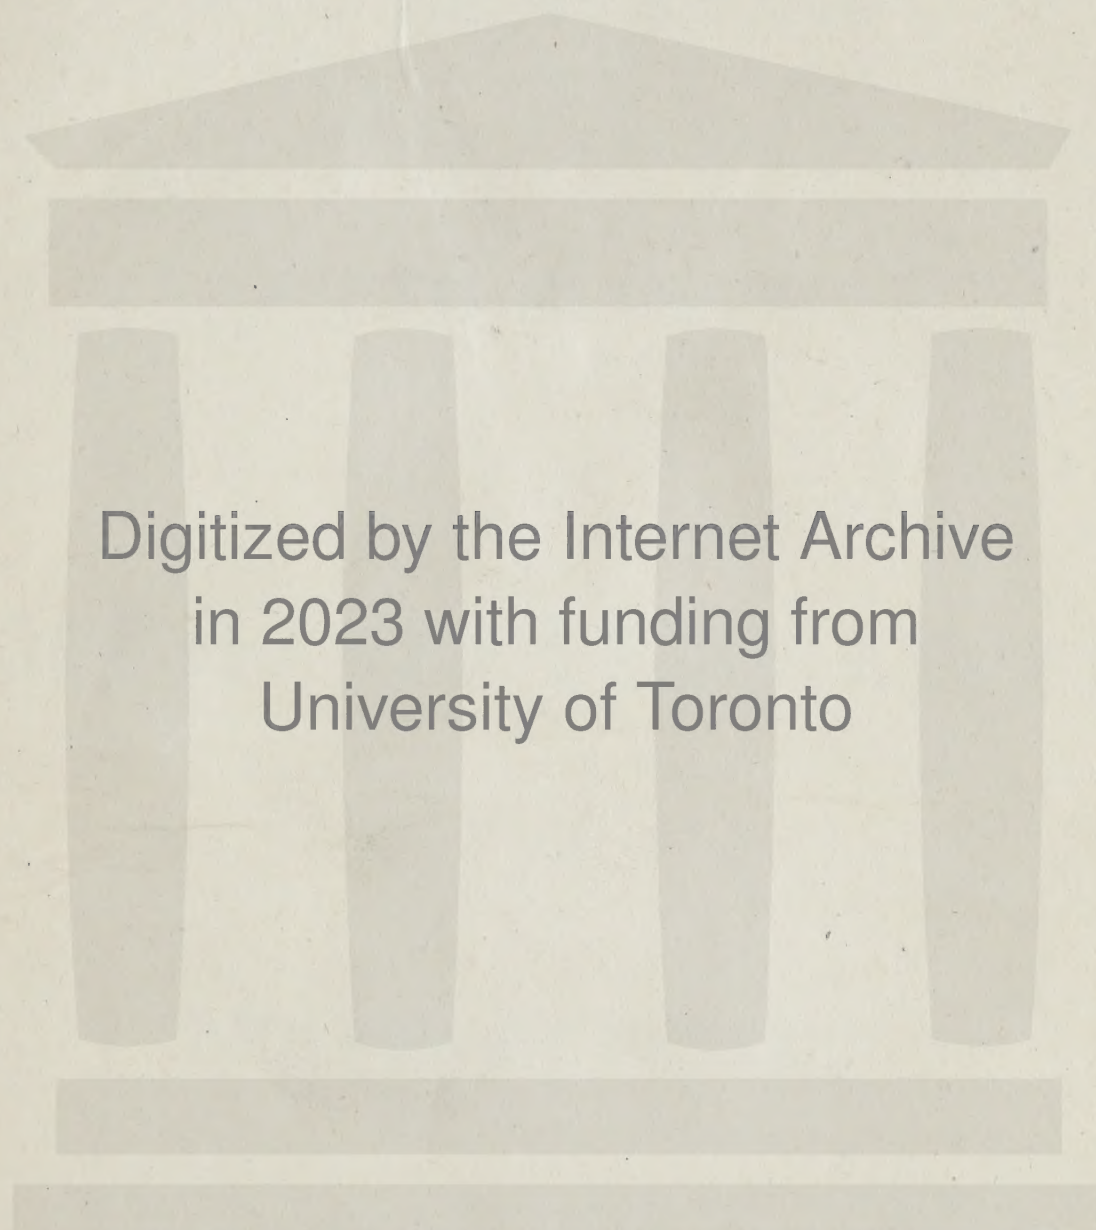 Digitized by the Internet Archive
in 2023 with funding from
University of Toronto